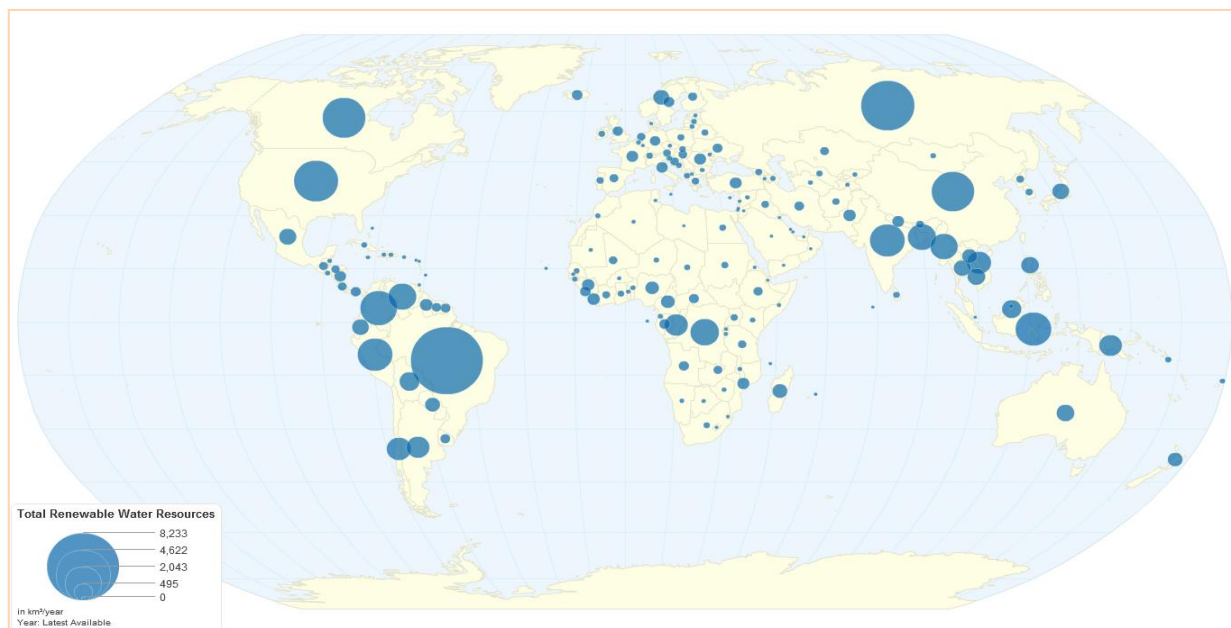 Total Renewable Water Resources
8,233
4,622
2,043
495
0
in km³/year
Year: Latest Available